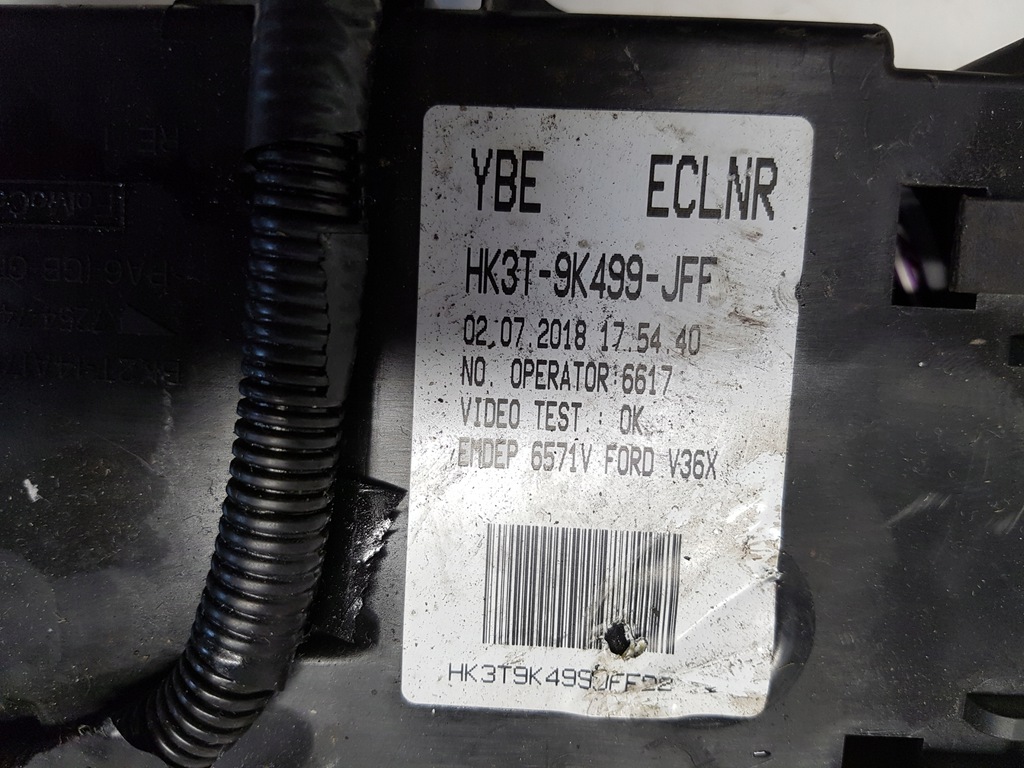 YBE ECLNR
HK3T-9K499-JFF
02.07.2018 17.54.40
NO. OPERATOR:6617
VIDEO TEST : OK
EMDEP 6571V FORD V36X
HK3T9K499JFF22